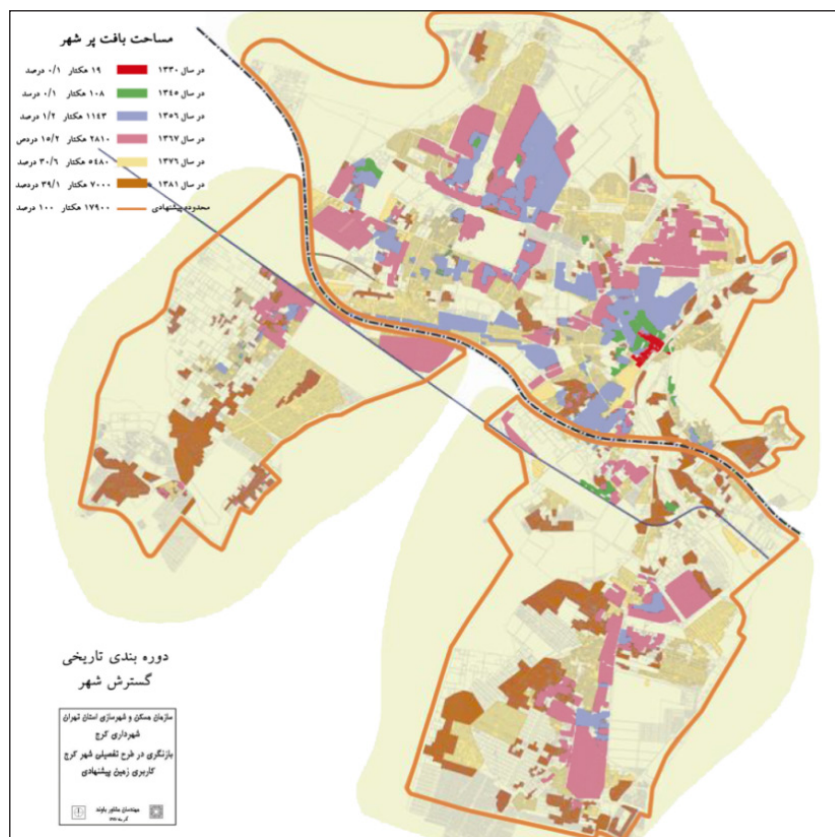 مساحت بافت پر شهر
در سال ۱۳۳۰ ۱۹ هکتار ۰/۱ درصد
در سال ۱۳۴۵ ۱۰۸ هکتار ۰/۱ درصد
در سال ۱۳۵۶ ۱۱۴۳ هکتار ۱/۲ درصد
در سال ۱۳۶۷ ۲۸۱۰ هکتار ۱۵/۲ دردص
در سال ۱۳۷۶ ۵۴۸۰ هکتار ۳۰/۶ درصد
در سال ۱۳۸۱ ۷۰۰۰ هکتار ۳۹/۱ درصد
محدوده پیشنهادی ۱۷۹۰۰ هکتار ۱۰۰ درصد
دوره بندی تاریخی
گسترش شهر
سازمان مسکن و شهرسازی استان تهران
شهرداری کرج
بازنگری در طرح تفصیلی شهر کرج
کاربری زمین پیشنهادی
مهندسان مشاور باوند